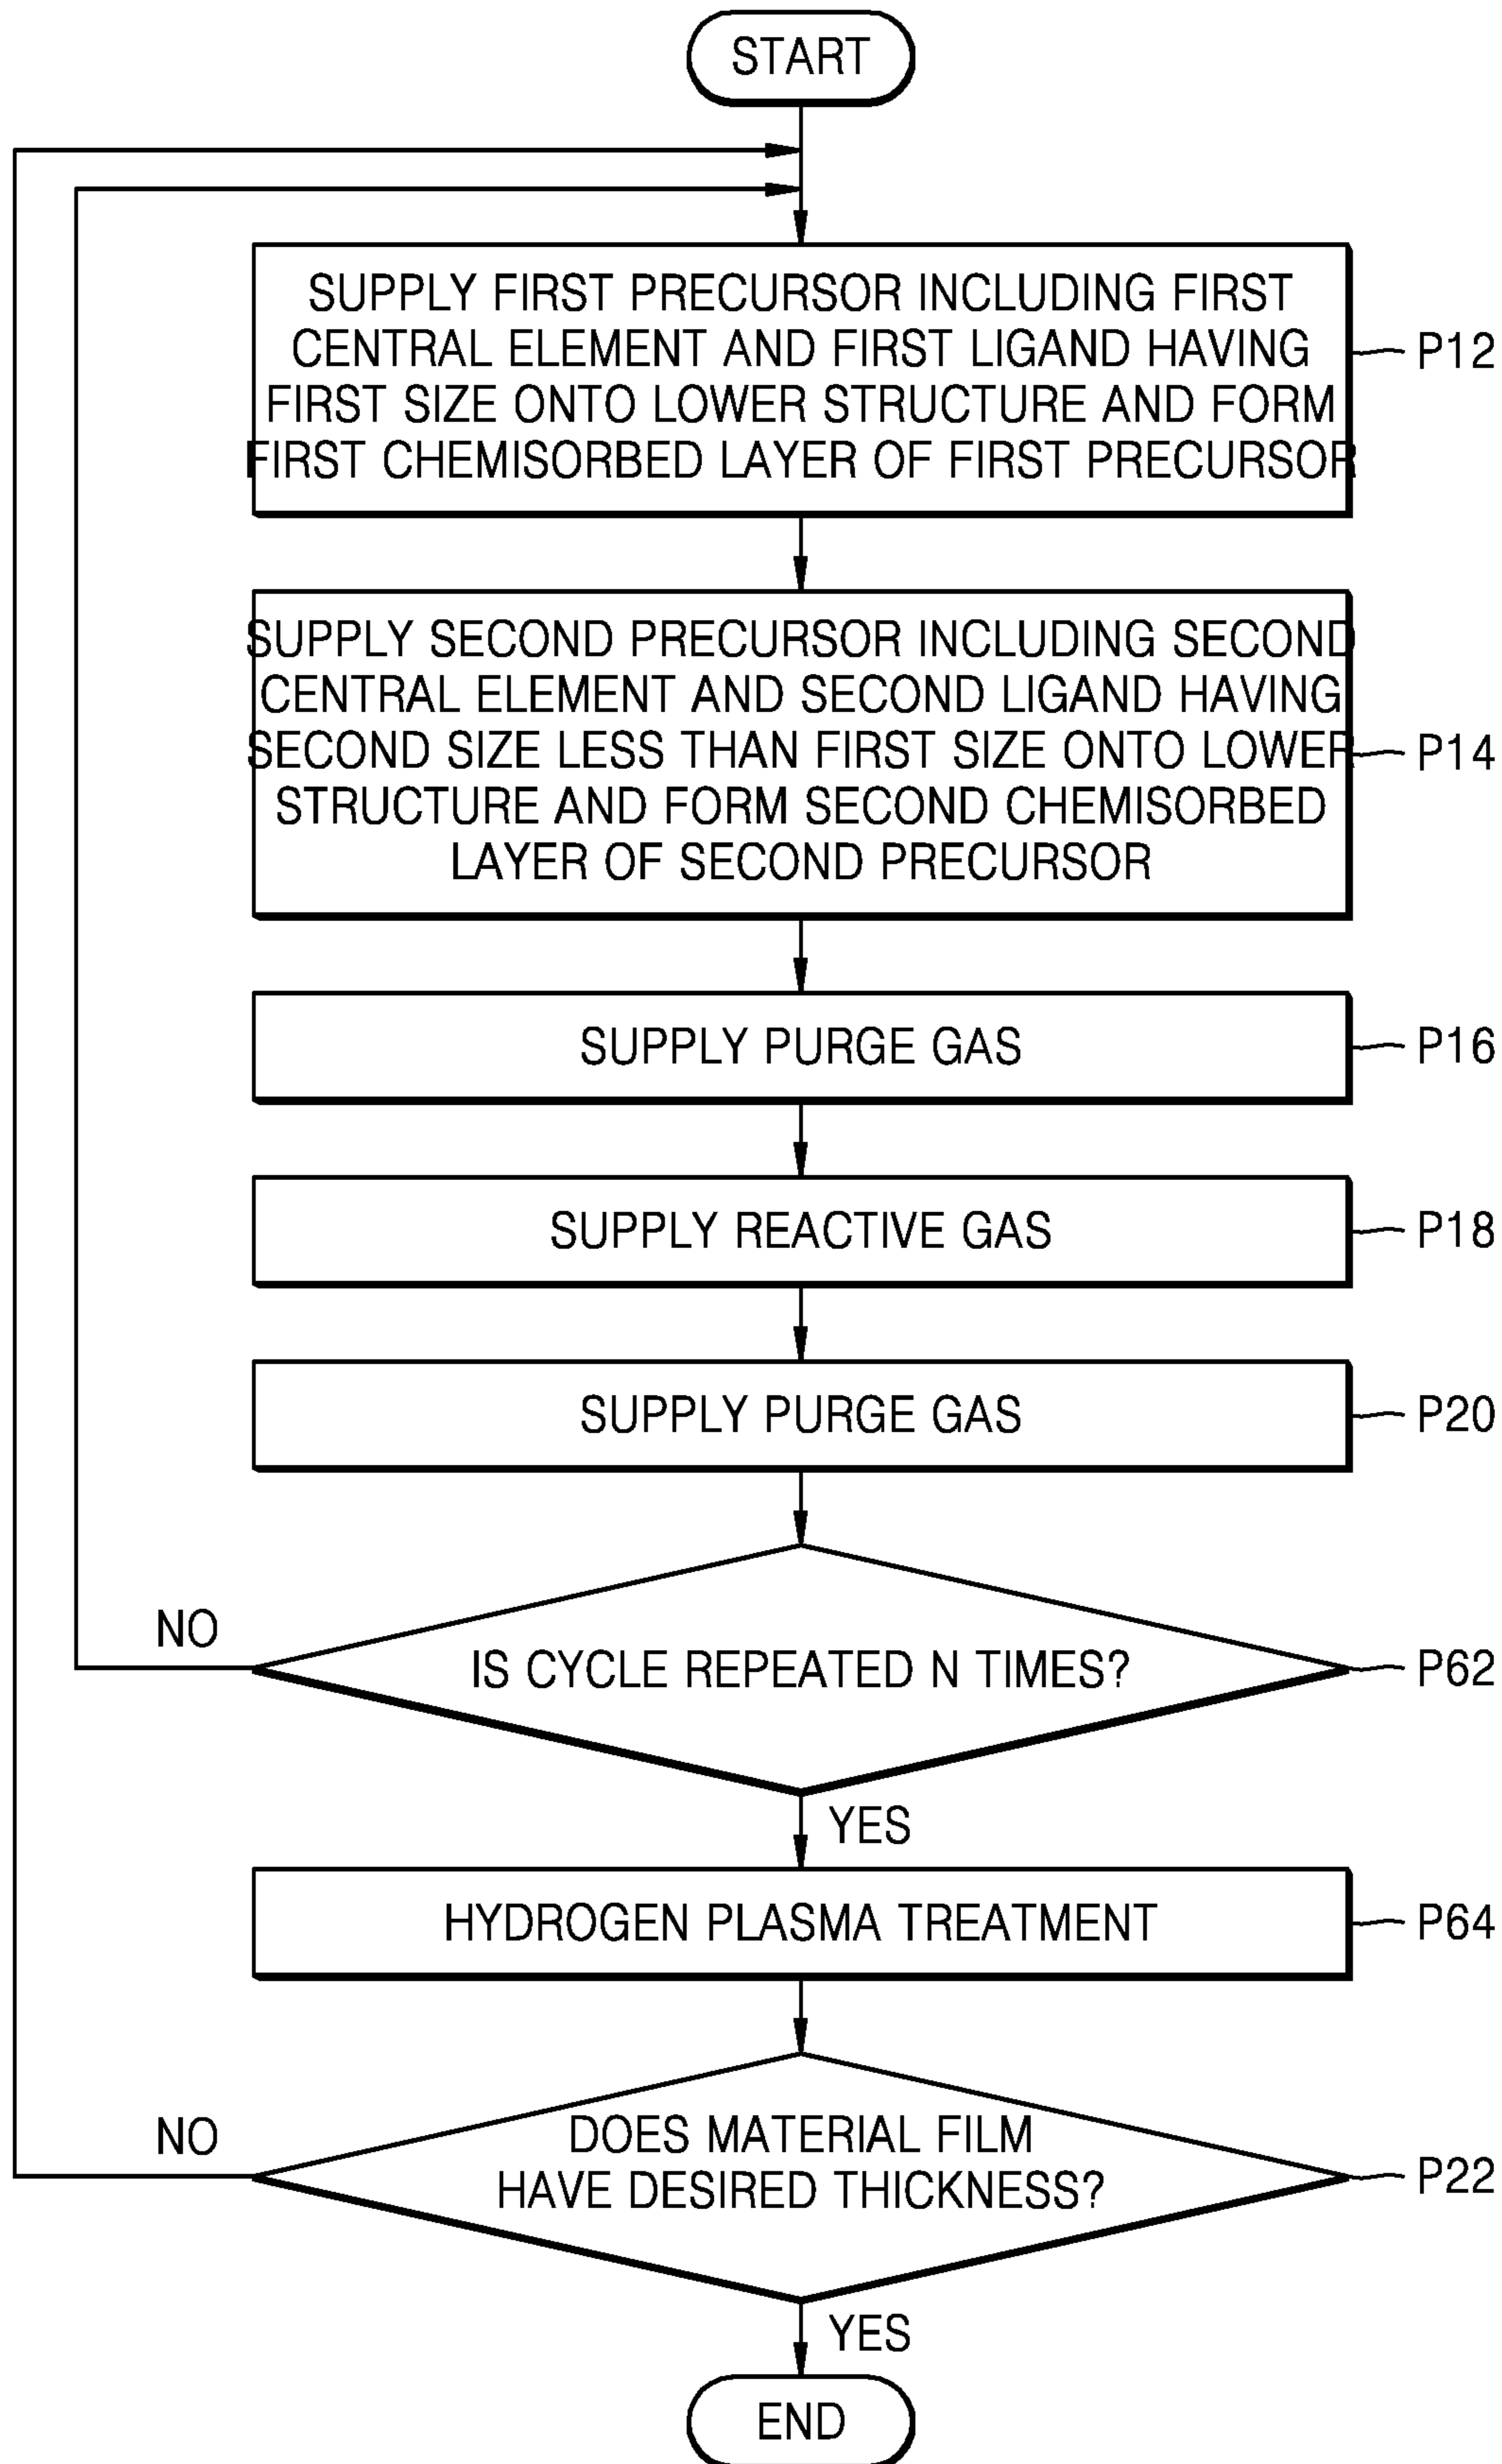 START
SUPPLY FIRST PRECURSOR INCLUDING FIRST
CENTRAL ELEMENT AND FIRST LIGAND HAVING
FIRST SIZE ONTO LOWER STRUCTURE AND FORM
FIRST CHEMISORBED LAYER OF FIRST PRECURSOR
P12
SUPPLY SECOND PRECURSOR INCLUDING SECOND
CENTRAL ELEMENT AND SECOND LIGAND HAVING
SECOND SIZE LESS THAN FIRST SIZE ONTO LOWER
STRUCTURE AND FORM SECOND CHEMISORBED
LAYER OF SECOND PRECURSOR
P14
SUPPLY PURGE GAS
P16
SUPPLY REACTIVE GAS
P18
SUPPLY PURGE GAS
P20
NO
IS CYCLE REPEATED N TIMES?
P62
YES
HYDROGEN PLASMA TREATMENT
P64
NO
DOES MATERIAL FILM
HAVE DESIRED THICKNESS?
P22
YES
END